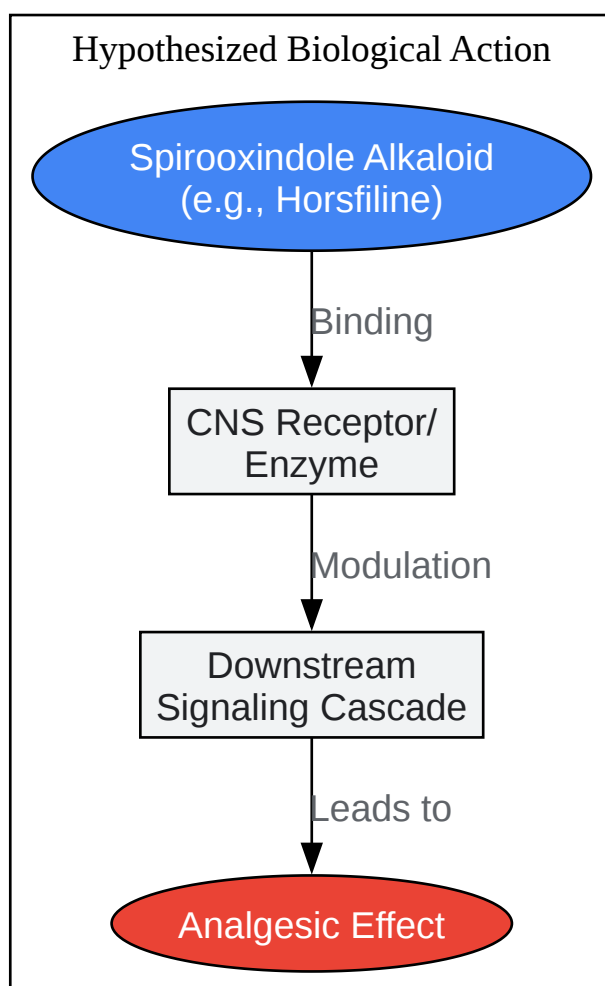 Hypothesized Biological Action
Spirooxindole Alkaloid
(e.g., Horsfiline)
Binding
CNS Receptor/
Enzyme
Modulation
Downstream
Signaling Cascade
Leads to
Analgesic Effect